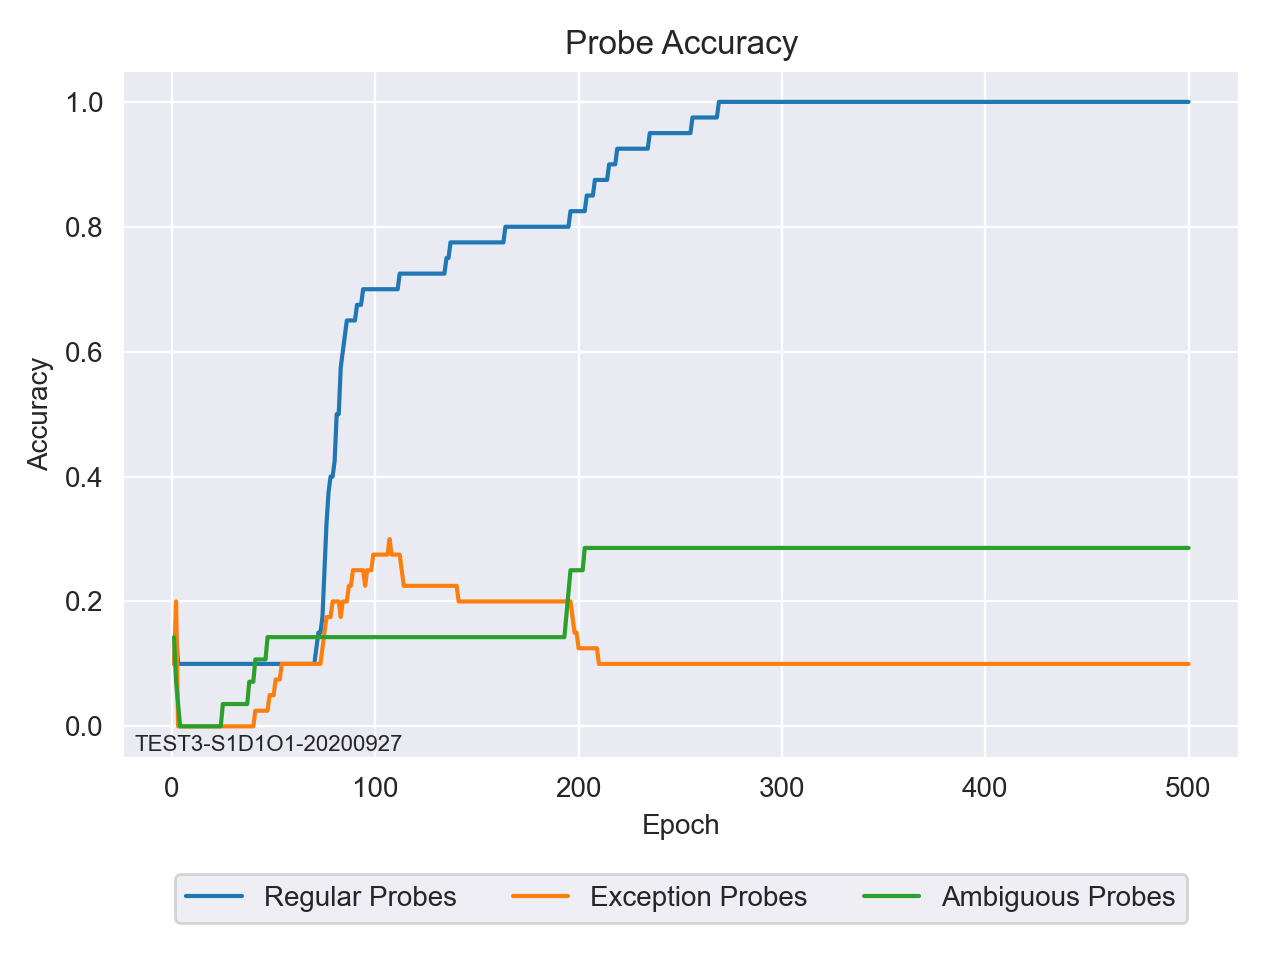 Probe Accuracy
1.0
0.8
0.6
0.4
0.2
0.0
Accuracy
TEST3-S1D1O1-20200927
0 100 200 300 400 500
Epoch
Regular Probes Exception Probes Ambiguous Probes